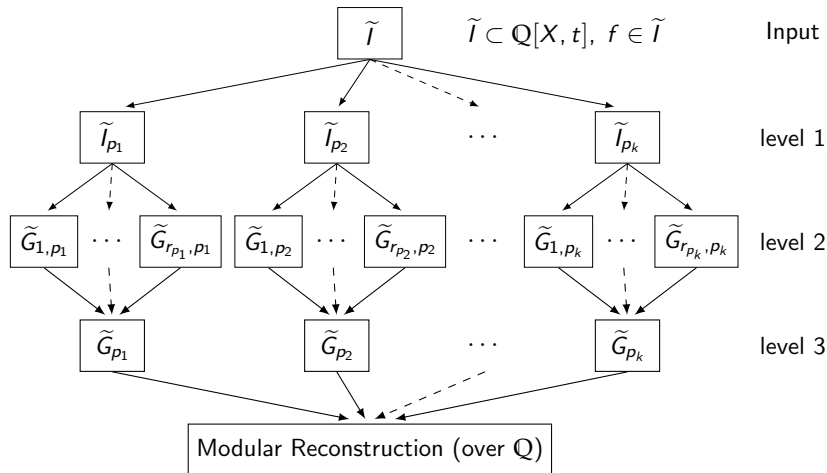 Ĩ Ĩ ⊂ ℚ[X, t], f ∈ Ĩ Input
Ĩ_{p_1} Ĩ_{p_2} ··· Ĩ_{p_k} level 1
G̃_{1,p_1} ··· G̃_{r_{p_1},p_1} G̃_{1,p_2} ··· G̃_{r_{p_2},p_2} ··· G̃_{1,p_k} ··· G̃_{r_{p_k},p_k} level 2
G̃_{p_1} G̃_{p_2} ··· G̃_{p_k} level 3
Modular Reconstruction (over ℚ)